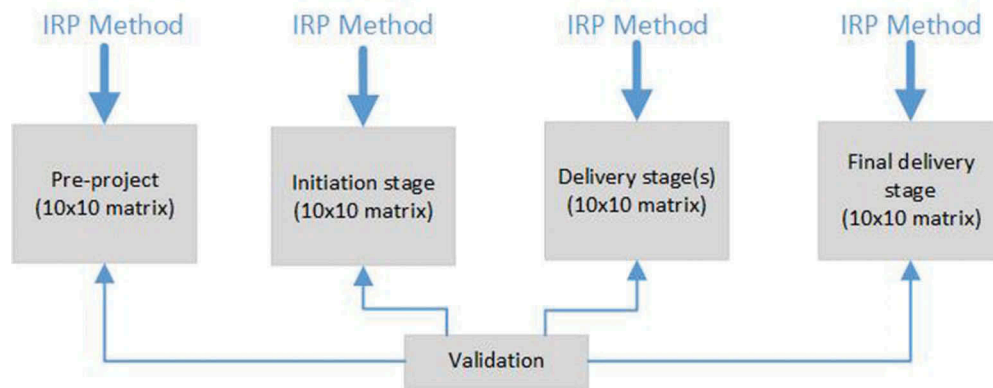 IRP Method
IRP Method
IRP Method
IRP Method
Pre-project
(10x10 matrix)
Initiation stage
(10x10 matrix)
Delivery stage(s)
(10x10 matrix)
Final delivery
stage
(10x10 matrix)
Validation